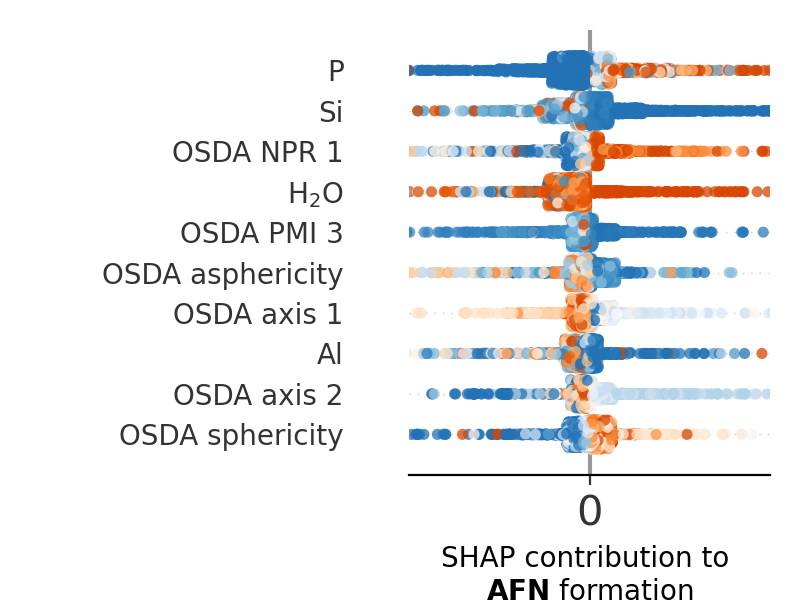 P
Si
OSDA NPR 1
H₂O
OSDA PMI 3
OSDA asphericity
OSDA axis 1
Al
OSDA axis 2
OSDA sphericity
0
SHAP contribution to
AFN formation